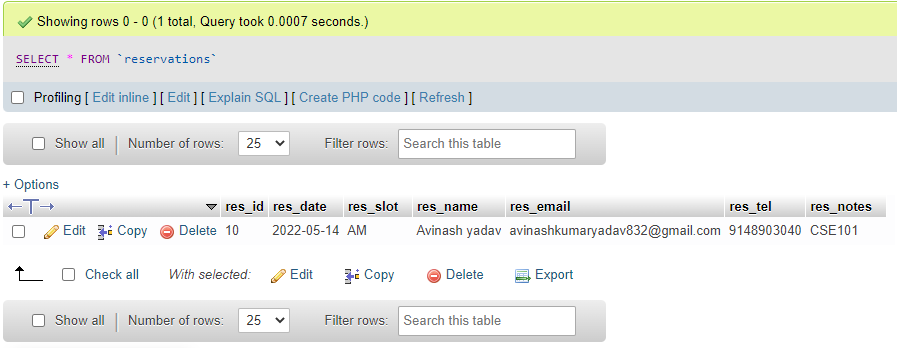 Showing rows 0 - 0 (1 total, Query took 0.0007 seconds.)
SELECT * FROM `reservations`
Profiling [ Edit inline ] [ Edit ] [ Explain SQL ] [ Create PHP code ] [ Refresh ]
Show all | Number of rows: 25 Filter rows: Search this table
+ Options
←T→ res_id res_date res_slot res_name res_email res_tel res_notes
Edit Copy Delete 10 2022-05-14 AM Avinash yadav avinashkumaryadav832@gmail.com 9148903040 CSE101
Check all With selected: Edit Copy Delete Export
Show all | Number of rows: 25 Filter rows: Search this table